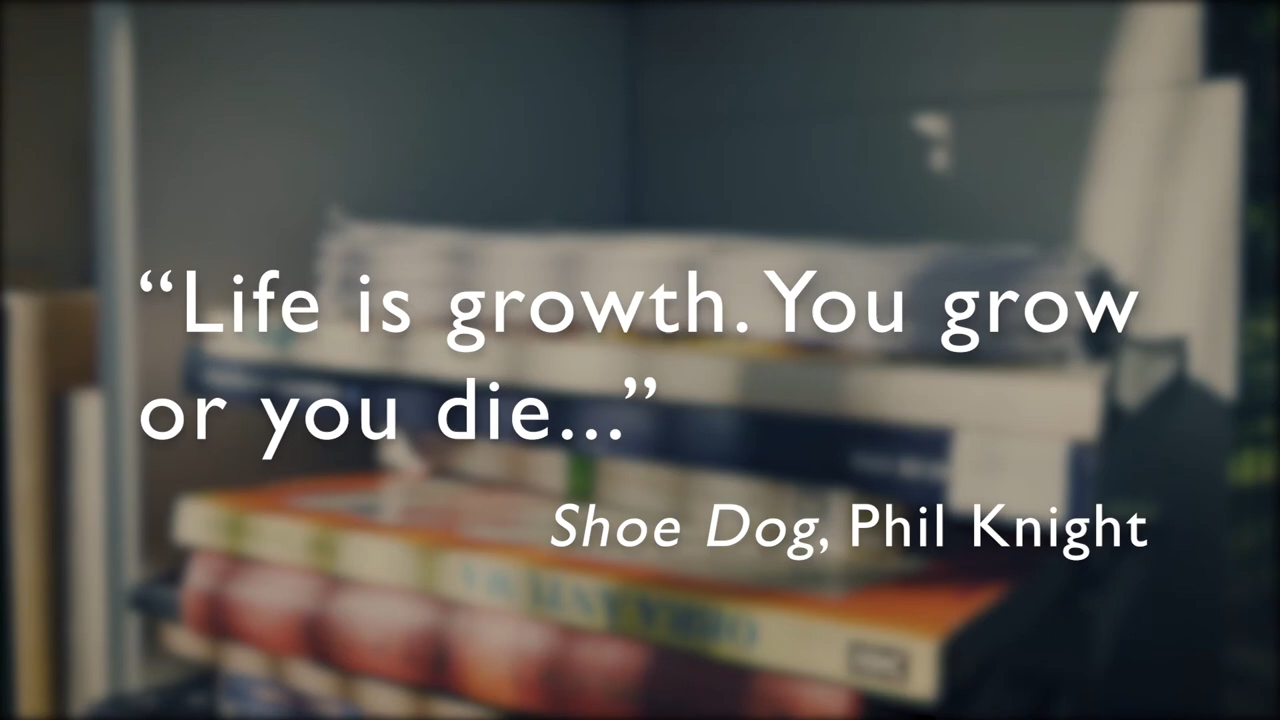 “Life is growth. You grow
or you die...”
Shoe Dog, Phil Knight